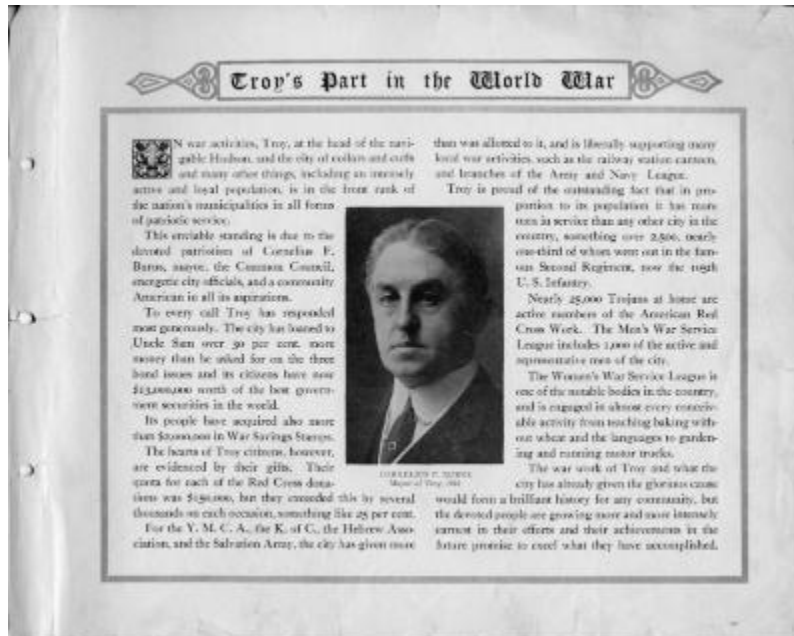 Troy's Part in the World War
IN war activities, Troy, at the head of the navi-
gable Hudson, and the city of collars and cuffs
and many other things, including an intensely
active and loyal population, is in the front rank of
the nation's municipalities in all forms
of patriotic service.
This enviable standing is due to the
devoted patriotism of Cornelius F.
Burns, mayor, the Common Council,
energetic city officials, and a community
American in all its aspirations.
To every call Troy has responded
most generously. The city has loaned to
Uncle Sam over 50 per cent. more
money than he asked for on the three
bond issues and its citizens have now
$13,000,000 worth of the best govern-
ment securities in the world.
Its people have acquired also more
than in War Savings Stamps.
The hearts of Troy citizens, however,
are evidenced by their gifts. Their
quota for each of the Red Cross dona-
tions was $150,000, but they exceeded this by several
thousands on each occasion, something like 25 per cent.
For the Y. M. C. A., the K. of C., the Hebrew Asso-
ciation, and the Salvation Army, the city has given more
than was allotted to it, and is liberally supporting many
local war activities, such as the railway station canteen,
and branches of the Army and Navy League.
Troy is proud of the outstanding fact that in pro-
portion to its population it has more
men in service than any other city in the
country, something over 2,500, nearly
one-third of whom went out in the fam-
ous Second Regiment, now the 105th
U. S. Infantry.
Nearly 25,000 Trojans at home are
active members of the American Red
Cross Work. The Men's War Service
League includes 1,000 of the active and
representative men of the city.
The Women's War Service League is
one of the notable bodies in the country,
and is engaged in almost every conceiv-
able activity from teaching baking with-
out wheat and the languages to garden-
ing and running motor trucks.
The war work of Troy and what the
city has already given the glorious cause
would form a brilliant history for any community, but
the devoted people are growing more and more intensely
earnest in their efforts and their achievements in the
future promise to excel what they have accomplished.
CORNELIUS F. BURNS
Mayor of Troy,